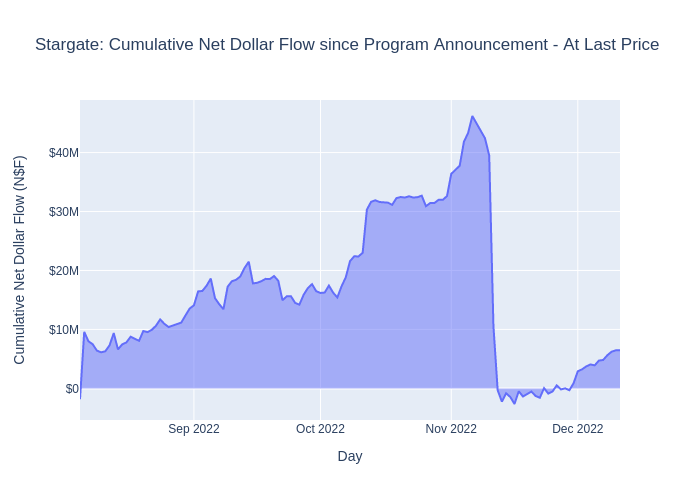 Stargate: Cumulative Net Dollar Flow since Program Announcement - At Last Price
Cumulative Net Dollar Flow (N$F)
$40M
$30M
$20M
$10M
$0
Sep 2022
Oct 2022
Nov 2022
Dec 2022
Day